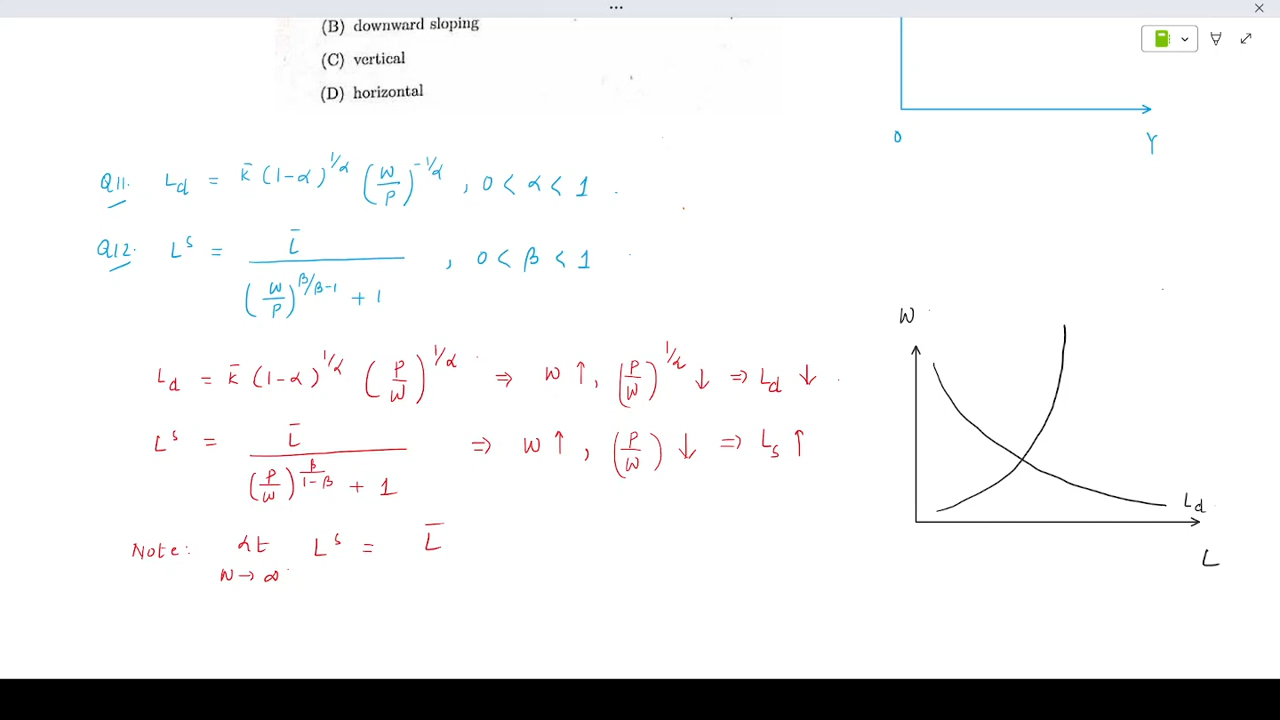 ...
(B) downward sloping
(C) vertical
(D) horizontal
0
Y
Q11. Ld = K̄ (1-α)^1/α (W/P)^-1/α , 0 < α < 1
Q12. L^s = L̄ / ((W/P)^β/β-1 + 1) , 0 < β < 1
Ld = K̄ (1-α)^1/α (P/W)^1/α ⇒ W ↑, (P/W)^1/α ↓ ⇒ Ld ↓
L^s = L̄ / ((P/W)^β/1-β + 1) ⇒ W ↑, (P/W) ↓ ⇒ Ls ↑
Note: Lt W→∞ L^s = L̄
W
Ld
L